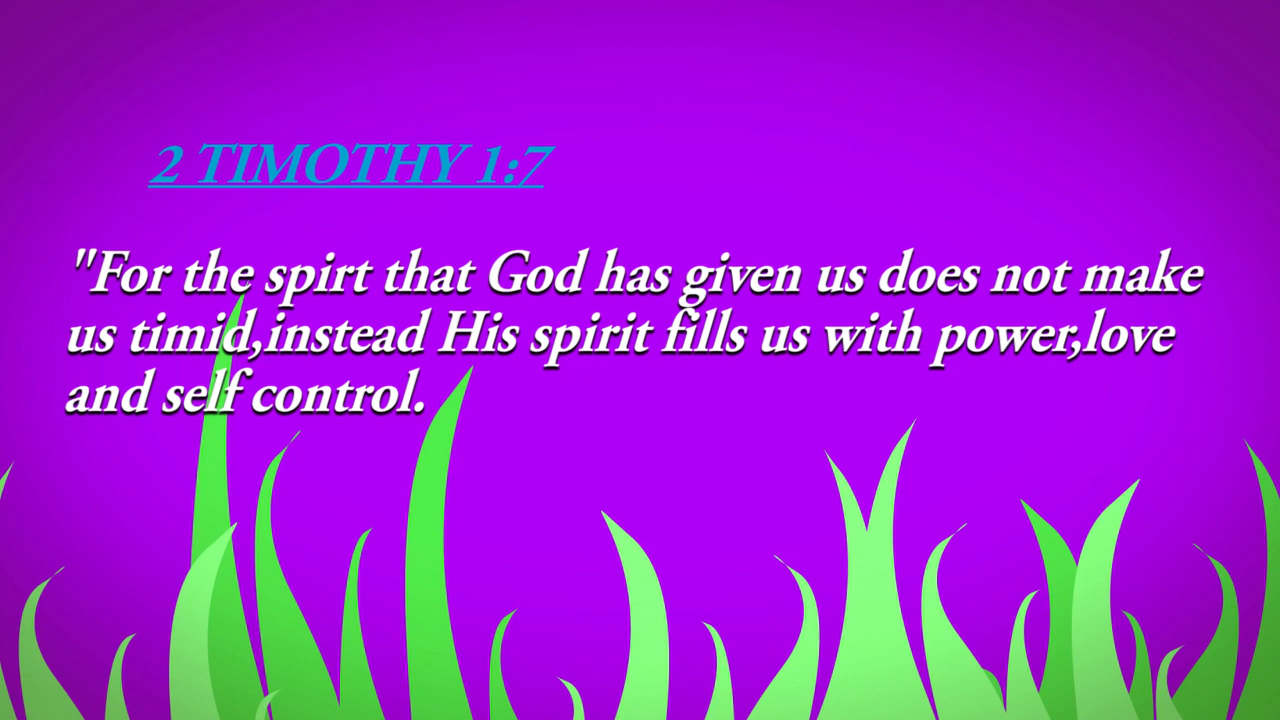 2 TIMOTHY 1:7
"For the spirt that God has given us does not make
us timid,instead His spirit fills us with power,love
and self control.